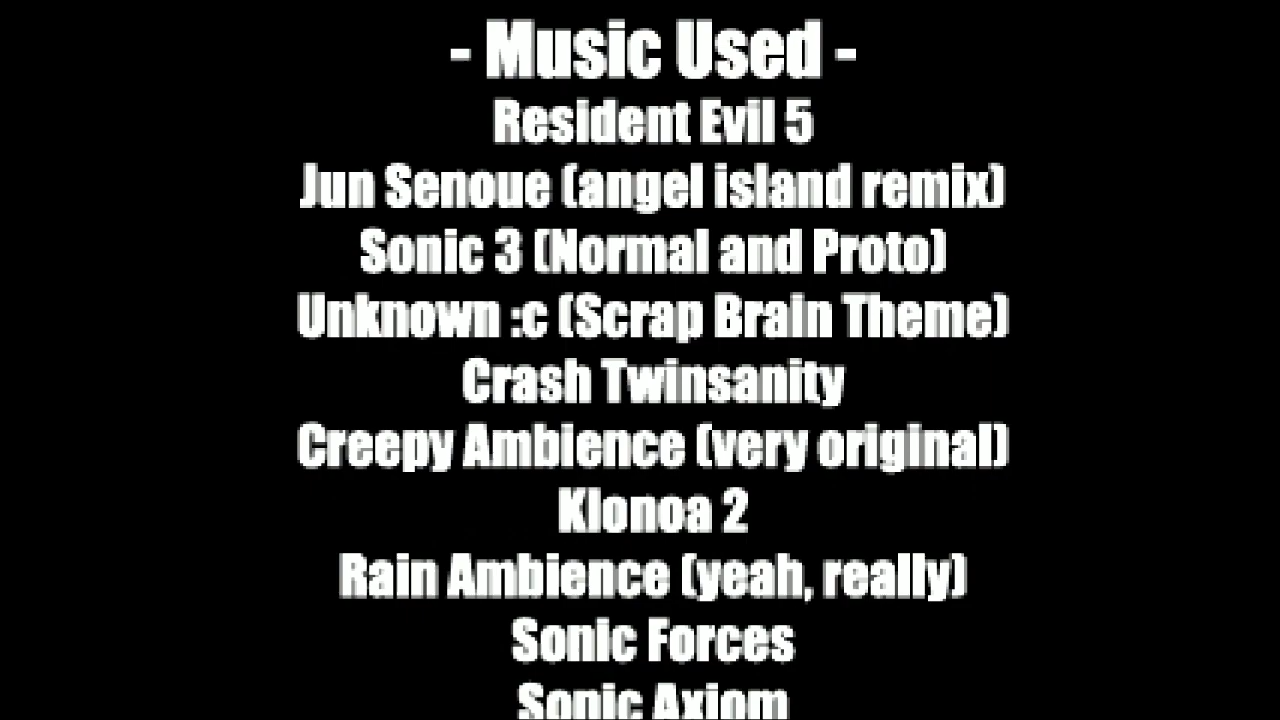 - Music Used -
Resident Evil 5
Jun Senoue (angel island remix)
Sonic 3 (Normal and Proto)
Unknown :c (Scrap Brain Theme)
Crash Twinsanity
Creepy Ambience (very original)
Klonoa 2
Rain Ambience (yeah, really)
Sonic Forces
Sonic Axiom